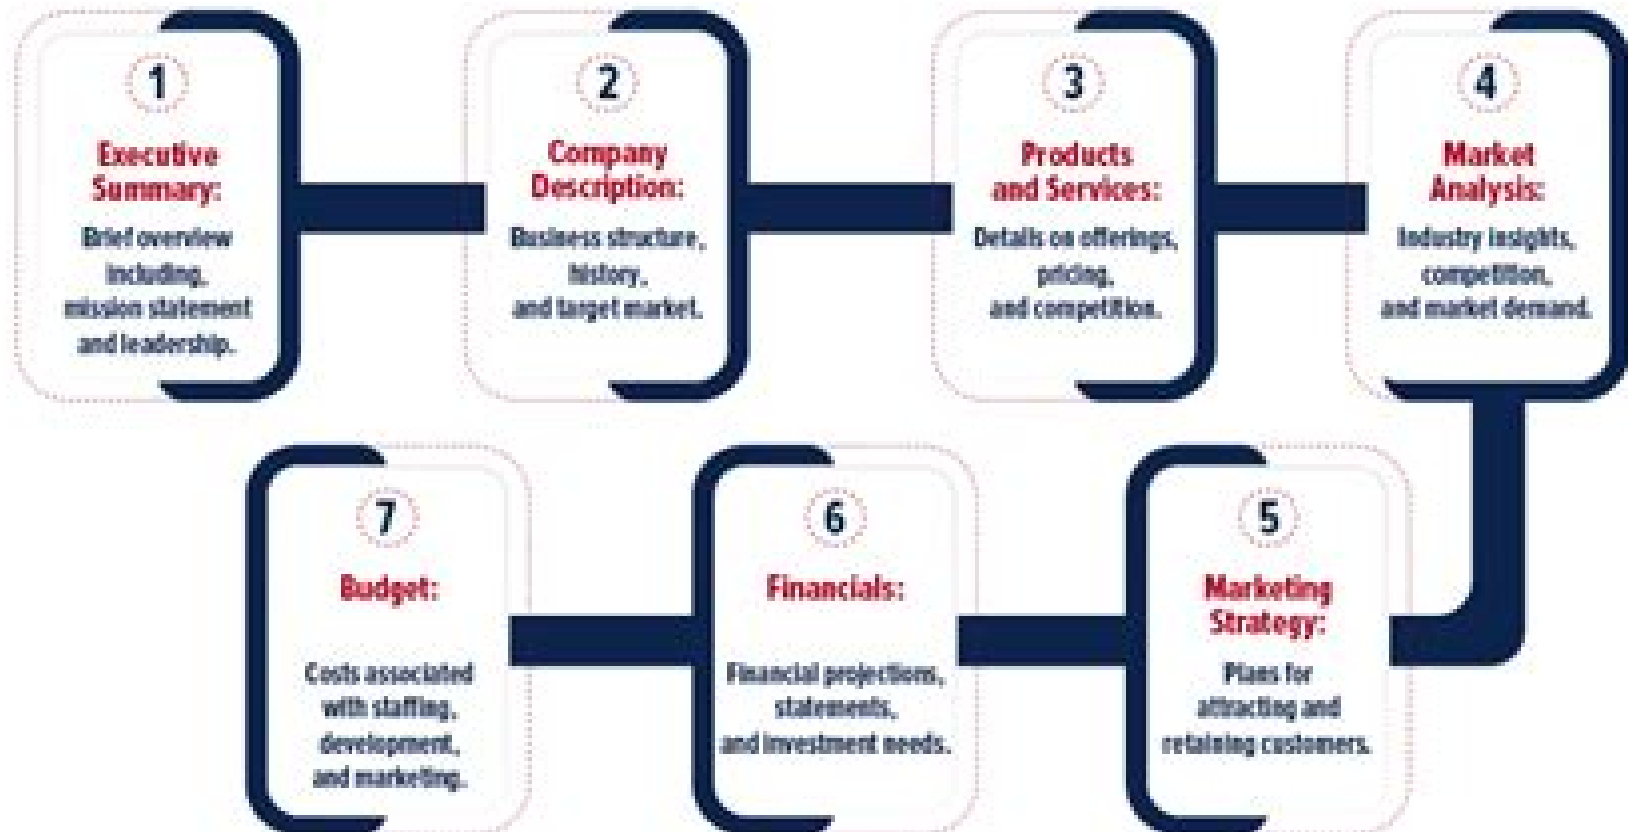 1
Executive
Summary:
Brief overview
including,
mission statement
and leadership.
2
Company
Description:
Business structure,
history,
and target market.
3
Products
and Services:
Details on offerings,
pricing,
and competition.
4
Market
Analysis:
Industry insights,
competition,
and market demand.
5
Marketing
Strategy:
Plans for
attracting and
retaining customers.
6
Financials:
Financial projections,
statements,
and investment needs.
7
Budget:
Costs associated
with staffing,
development,
and marketing.